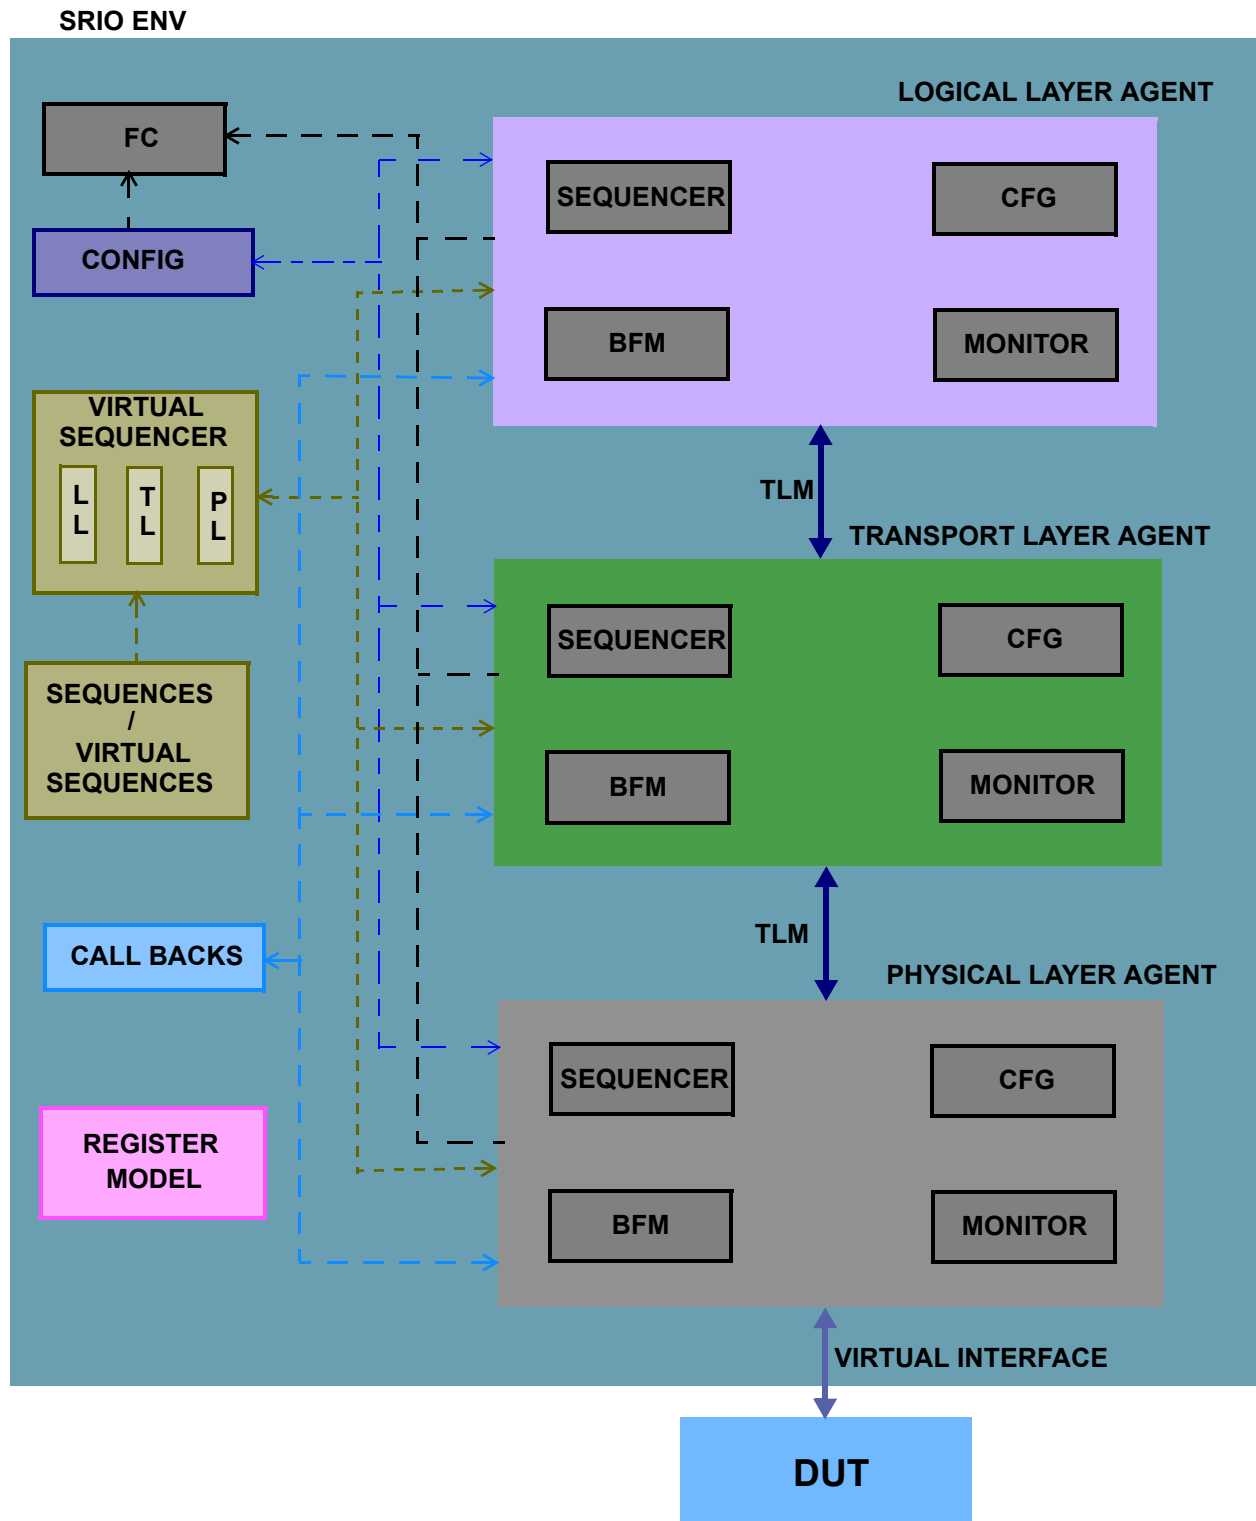 SRIO ENV
LOGICAL LAYER AGENT
FC
SEQUENCER
CFG
CONFIG
BFM
MONITOR
VIRTUAL
SEQUENCER
L
L
T
L
P
L
TLM
TRANSPORT LAYER AGENT
SEQUENCER
CFG
SEQUENCES
/
VIRTUAL
SEQUENCES
BFM
MONITOR
CALL BACKS
TLM
PHYSICAL LAYER AGENT
SEQUENCER
CFG
REGISTER
MODEL
BFM
MONITOR
VIRTUAL INTERFACE
DUT